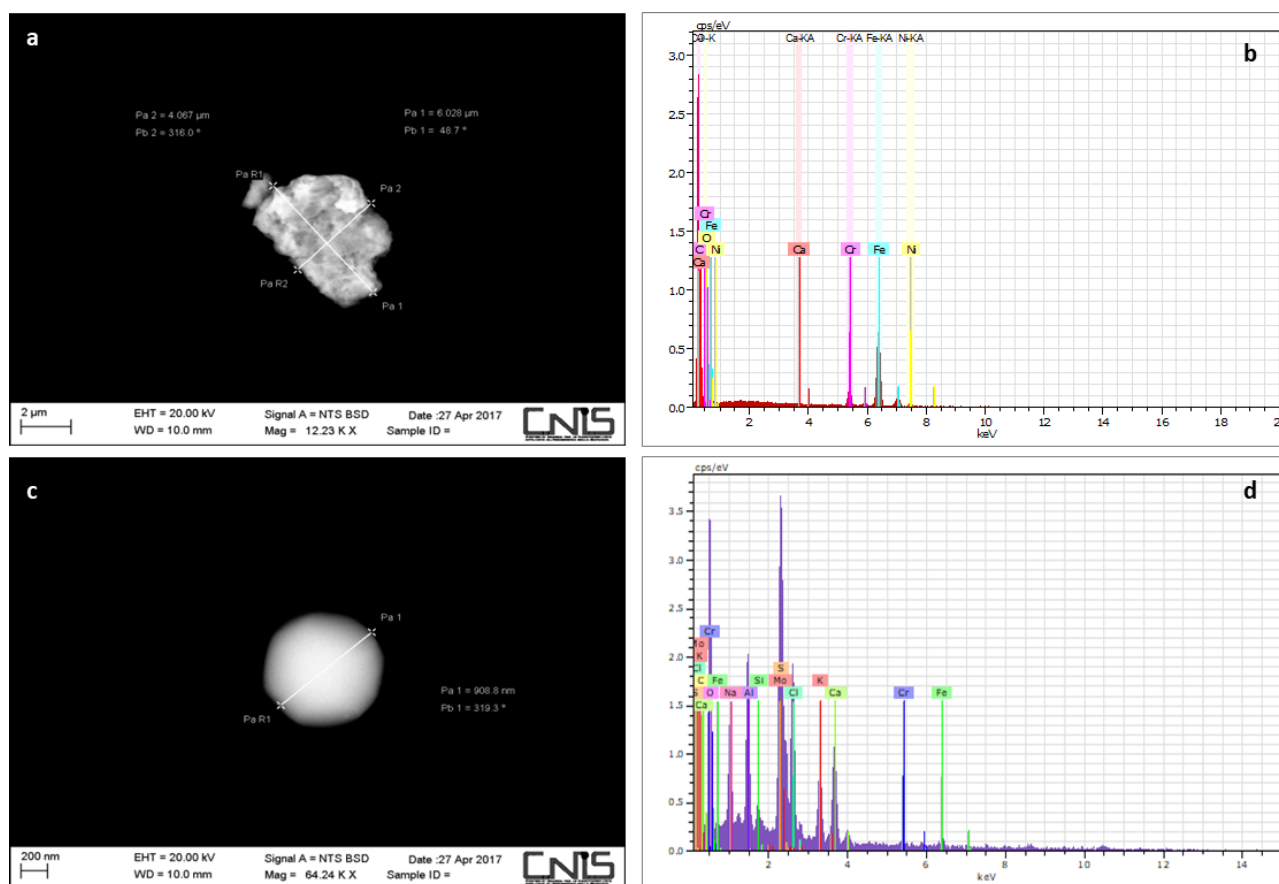 a
Pa 2 = 4.067 µm
Pb 2 = 316.0 °
Pa 1 = 6.028 µm
Pb 1 = 48.7 °
Pa R1
Pa 2
Pa R2
Pa 1
2 µm
EHT = 20.00 kV
WD = 10.0 mm
Signal A = NTS BSD
Mag = 12.23 K X
Date :27 Apr 2017
Sample ID =
CNIS
b
cps/eV
O-K Ca-KA Cr-KA Fe-KA Ni-KA
3.0
2.5
2.0
1.5
1.0
0.5
0.0
Cr
Fe
O
C Ni Ca Cr Fe Ni
Ca
2 4 6 8 10 12 14 16 18 2
keV
c
Pa 1
Pa R1
Pa 1 = 908.8 nm
Pb 1 = 319.3 °
200 nm
EHT = 20.00 kV
WD = 10.0 mm
Signal A = NTS BSD
Mag = 64.24 K X
Date :27 Apr 2017
Sample ID =
CNIS
d
cps/eV
3.5
3.0
2.5
2.0
1.5
1.0
0.5
0.0
Cr
Mo
K S
Cl Mo
C Fe Si K
S O Na Al Cl Ca Cr Fe
Ca
2 4 6 8 10 12 14
keV